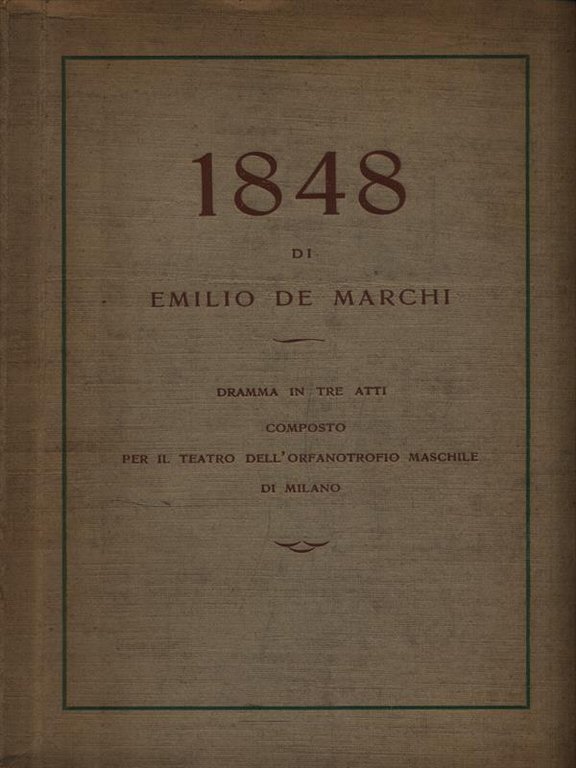 1848
DI
EMILIO DE MARCHI
DRAMMA IN TRE ATTI
COMPOSTO
PER IL TEATRO DELL'ORFANOTROFIO MASCHILE
DI MILANO